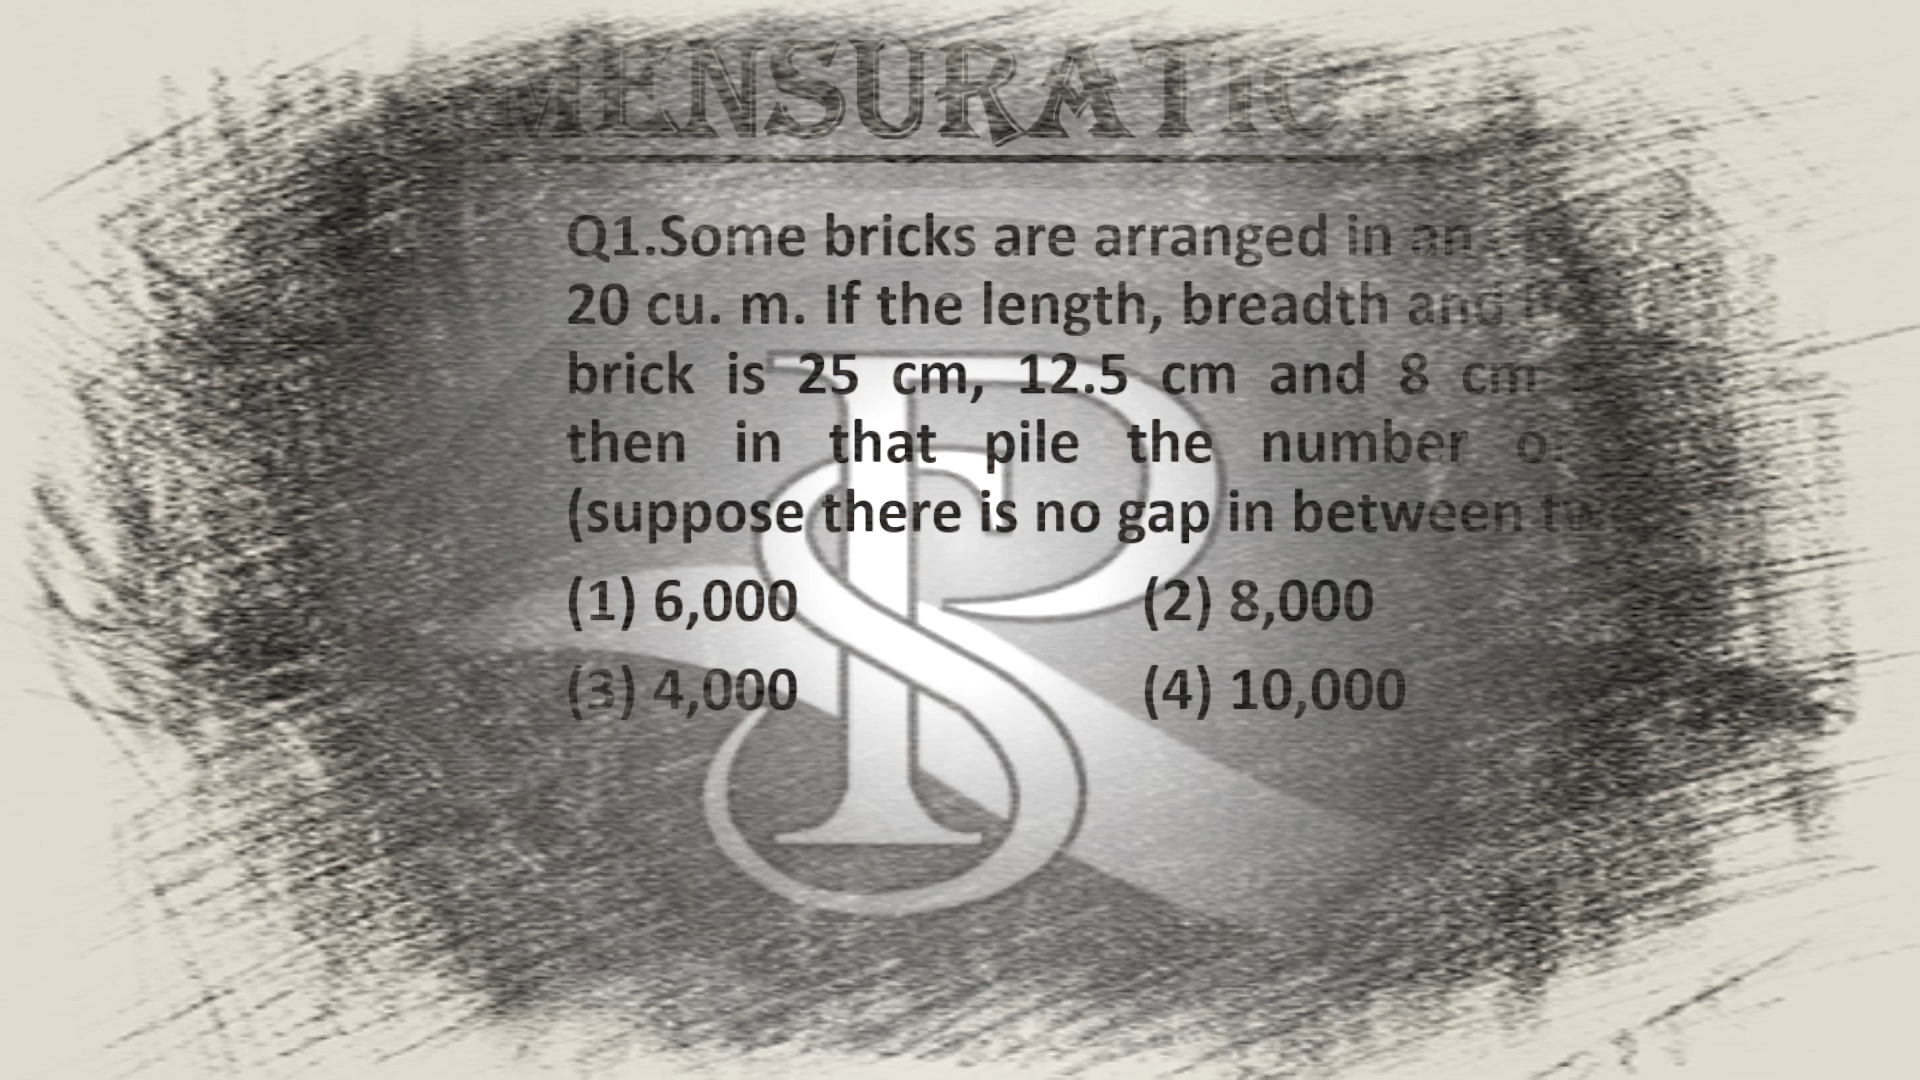 MENSURATIO
Q1.Some bricks are arranged in an
20 cu. m. If the length, breadth and
brick is 25 cm, 12.5 cm and 8 cm
then in that pile the number of
(suppose there is no gap in between
(1) 6,000 (2) 8,000
(3) 4,000 (4) 10,000